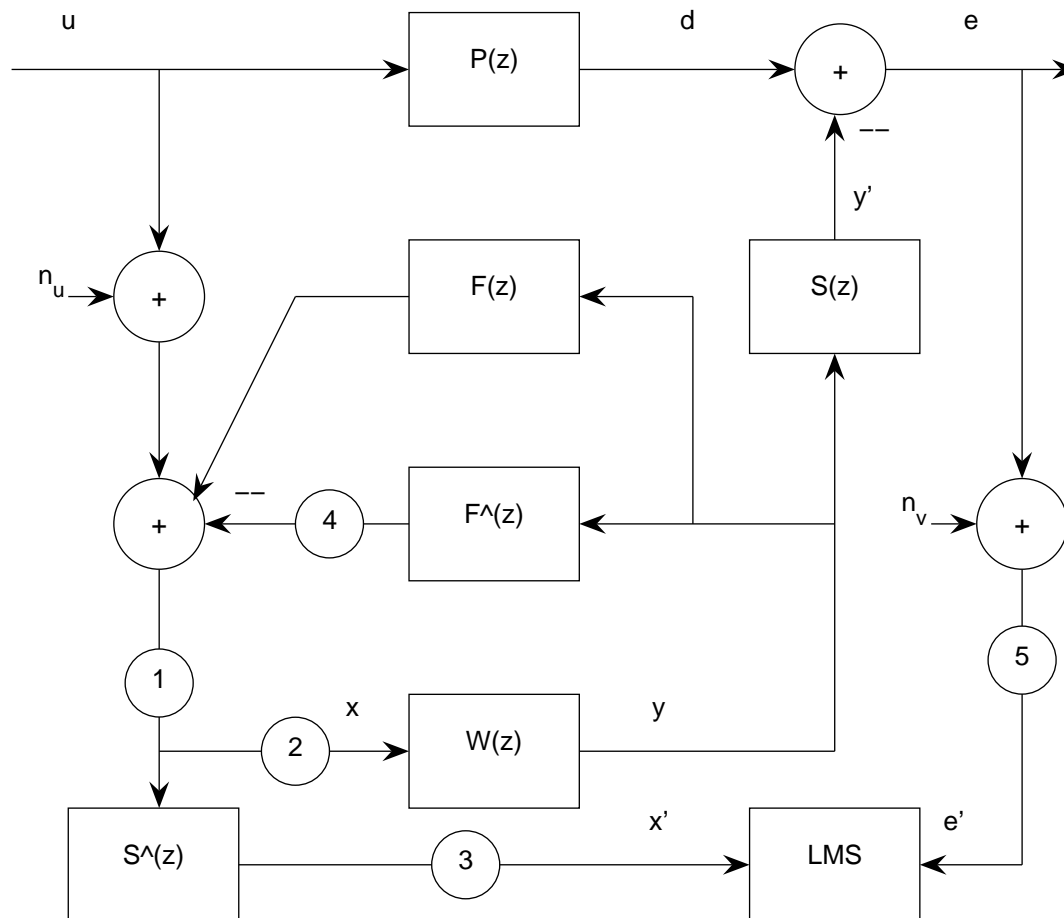 u
P(z)
d
+
e
−−
y’
n_u
+
F(z)
S(z)
−−
+
4
F^(z)
n_v
+
1
5
2
x
W(z)
y
S^(z)
3
x’
LMS
e’